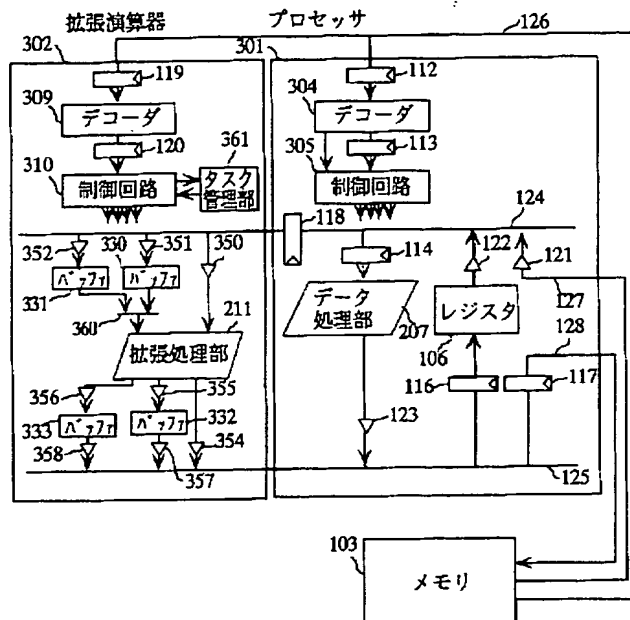 拡張演算器
プロセッサ
302
301
126
119
112
309
デコーダ
304
デコーダ
120
361
113
310
制御回路
タスク
管理部
305
制御回路
118
124
352
330
351
350
114
122
121
331
バッファ
バッファ
データ
処理部
レジスタ
127
360
211
207
106
128
拡張処理部
356
355
116
117
333
バッファ
バッファ
332
354
123
358
357
125
103
メモリ